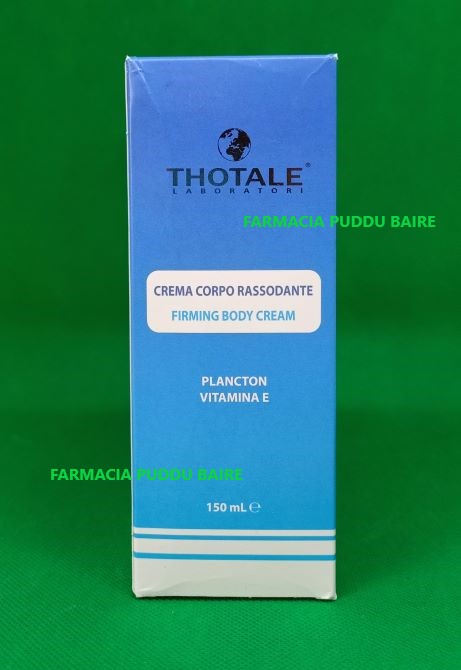 THOTALE®
LABORATORI
FARMACIA PUDDU BAIRE
CREMA CORPO RASSODANTE
FIRMING BODY CREAM
PLANCTON
VITAMINA E
FARMACIA PUDDU BAIRE
150 mL ℮